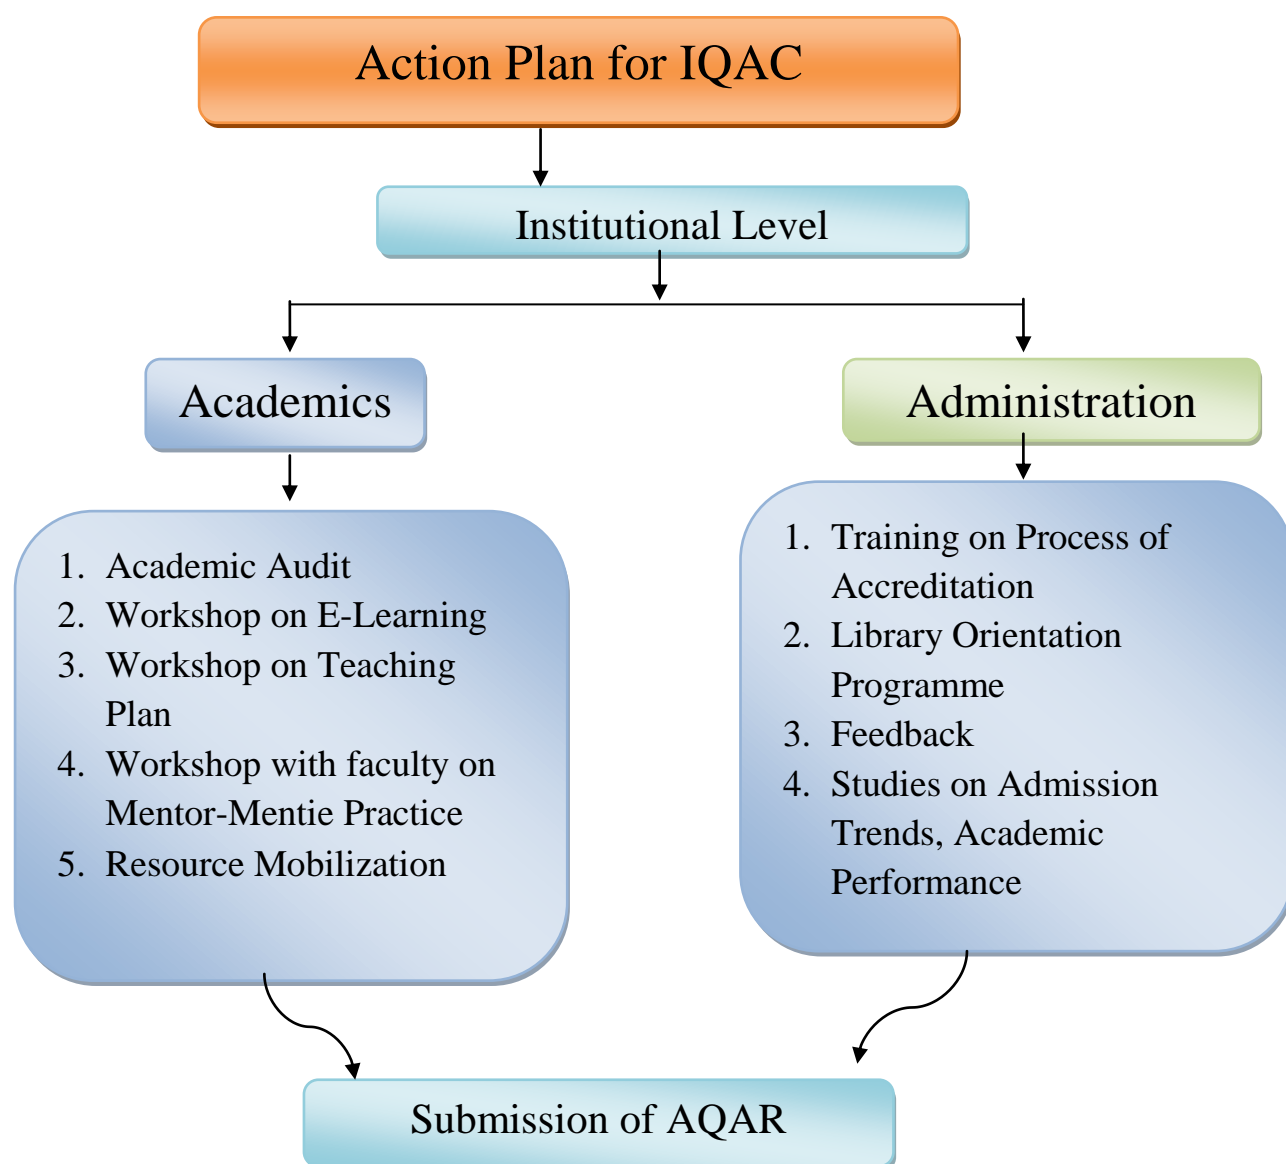 Action Plan for IQAC
Institutional Level
Academics
Administration
1. Academic Audit
2. Workshop on E-Learning
3. Workshop on Teaching
Plan
4. Workshop with faculty on
Mentor-Mentie Practice
5. Resource Mobilization
1. Training on Process of
Accreditation
2. Library Orientation
Programme
3. Feedback
4. Studies on Admission
Trends, Academic
Performance
Submission of AQAR